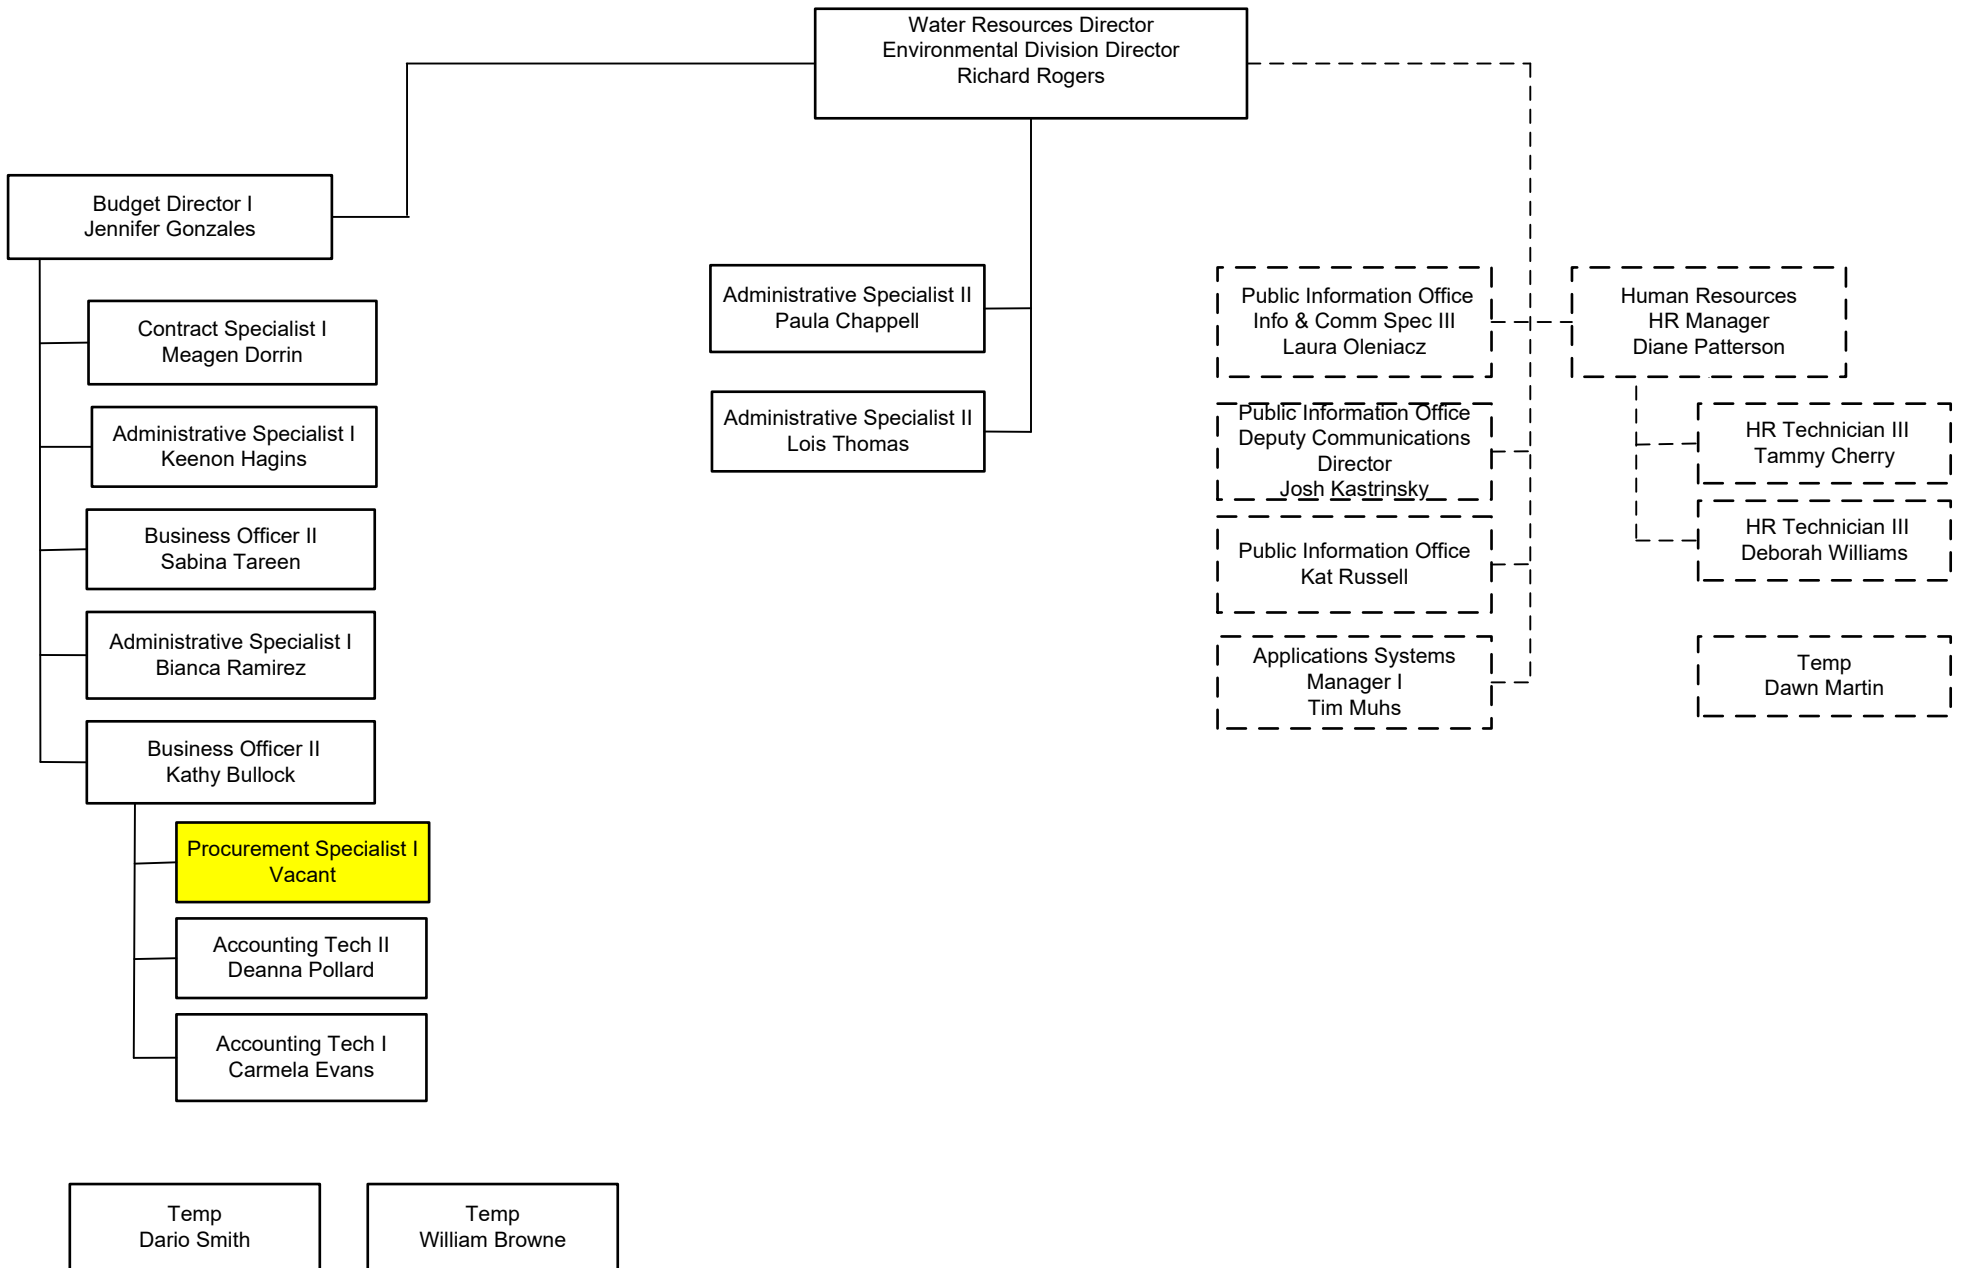 Water Resources Director
Environmental Division Director
Richard Rogers
Budget Director I
Jennifer Gonzales
Contract Specialist I
Meagen Dorrin
Administrative Specialist I
Keenon Hagins
Business Officer II
Sabina Tareen
Administrative Specialist I
Bianca Ramirez
Business Officer II
Kathy Bullock
Procurement Specialist I
Vacant
Accounting Tech II
Deanna Pollard
Accounting Tech I
Carmela Evans
Temp
Dario Smith
Temp
William Browne
Administrative Specialist II
Paula Chappell
Administrative Specialist II
Lois Thomas
Public Information Office
Info & Comm Spec III
Laura Oleniacz
Public Information Office
Deputy Communications
Director
Josh Kastrinsky
Public Information Office
Kat Russell
Applications Systems
Manager I
Tim Muhs
Human Resources
HR Manager
Diane Patterson
HR Technician III
Tammy Cherry
HR Technician III
Deborah Williams
Temp
Dawn Martin